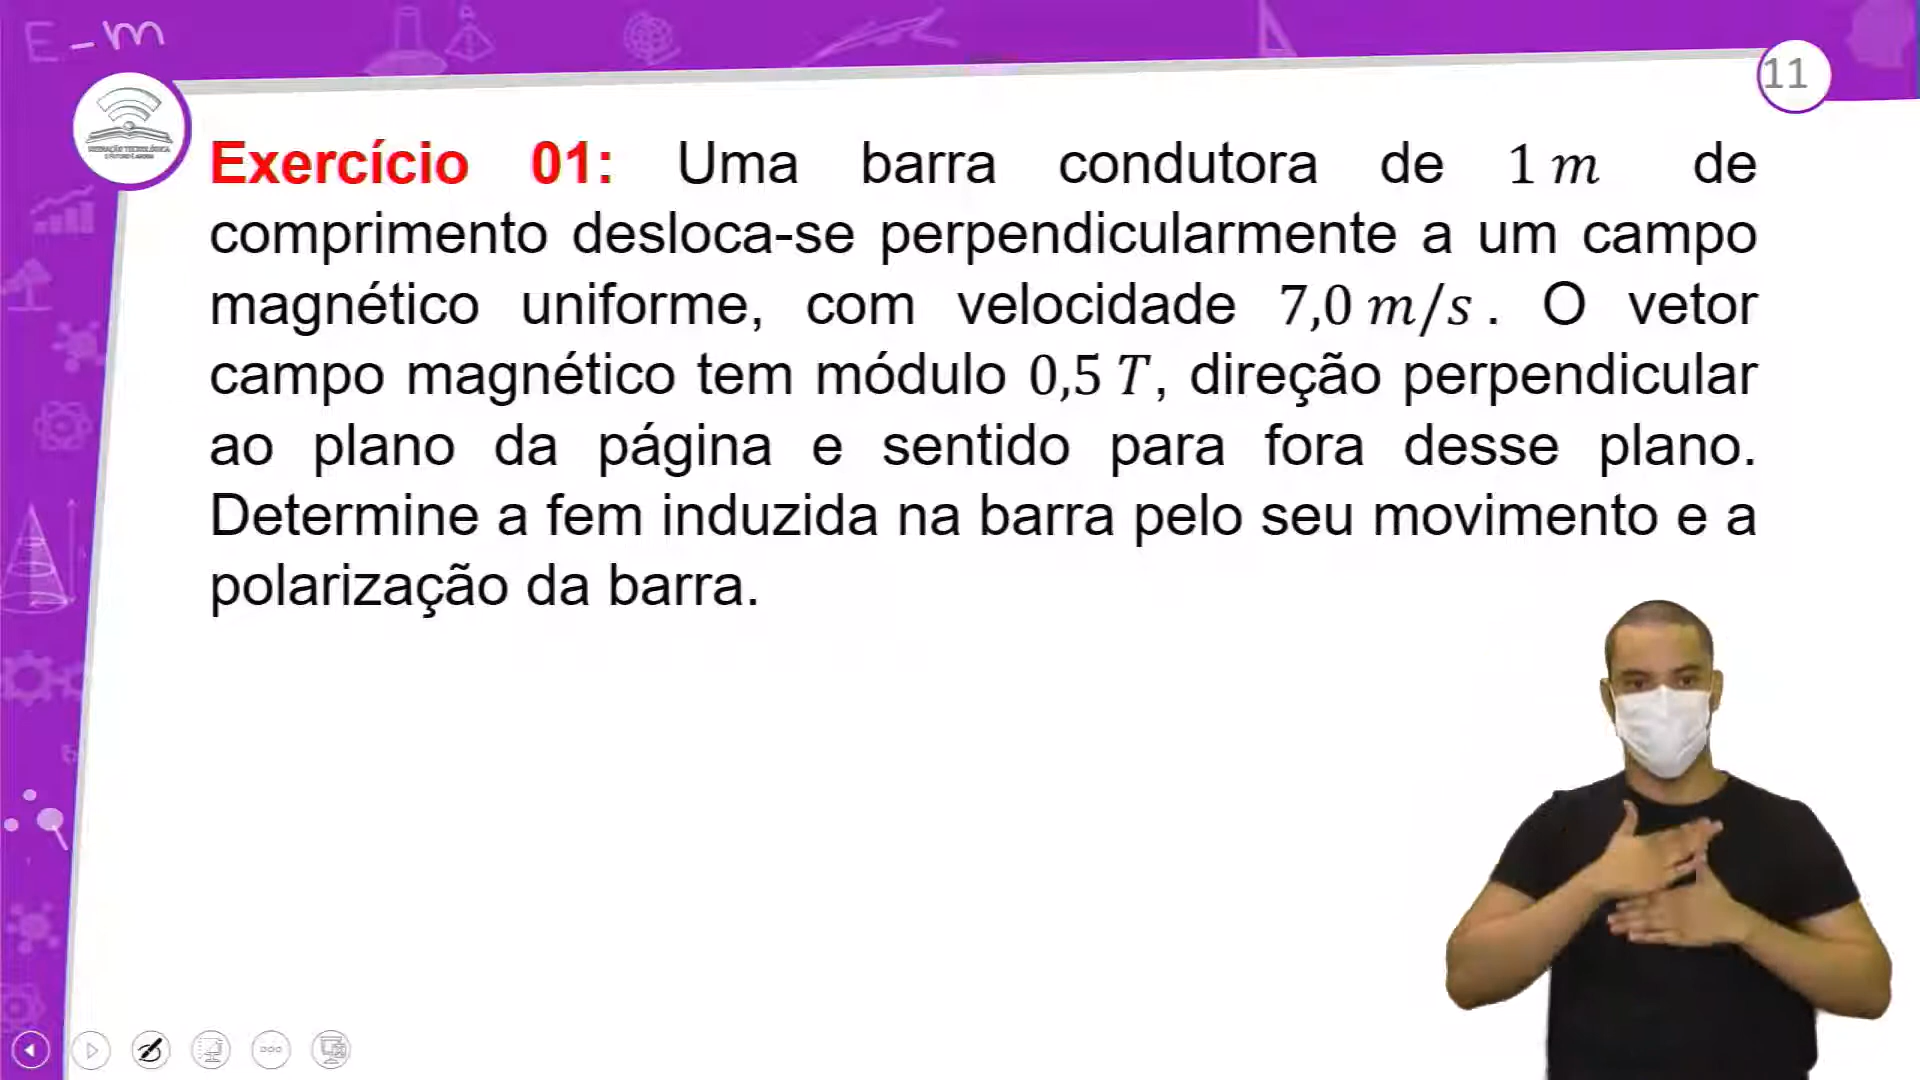 E - m
11
MEDIAÇÃO TECNOLÓGICA
Exercício 01: Uma barra condutora de 1 m de
comprimento desloca-se perpendicularmente a um campo
magnético uniforme, com velocidade 7,0 m/s . O vetor
campo magnético tem módulo 0,5 T, direção perpendicular
ao plano da página e sentido para fora desse plano.
Determine a fem induzida na barra pelo seu movimento e a
polarização da barra.